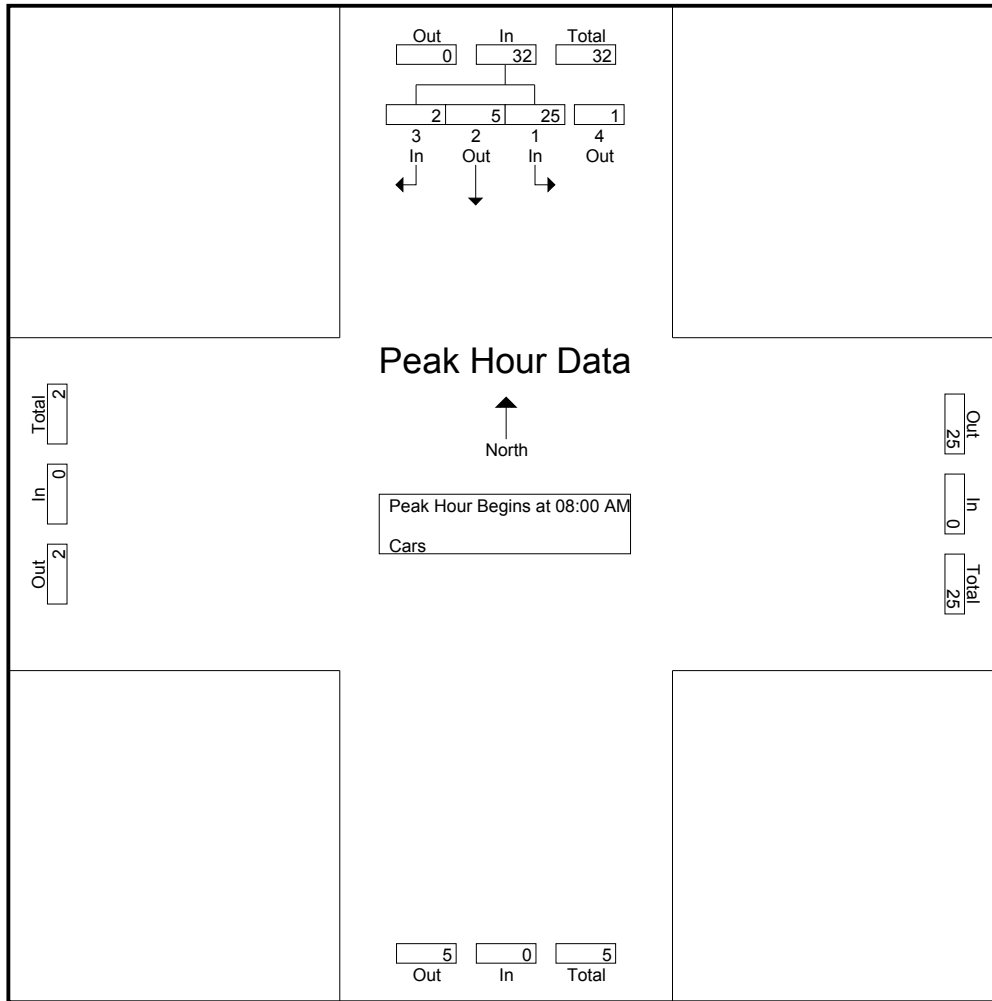 Out In Total
0 32 32
2 5 25 1
3 2 1 4
In Out In Out
Peak Hour Data
North
Peak Hour Begins at 08:00 AM
Cars
Total 2
In 0
Out 2
Out 25
In 0
Total 25
5 0 5
Out In Total